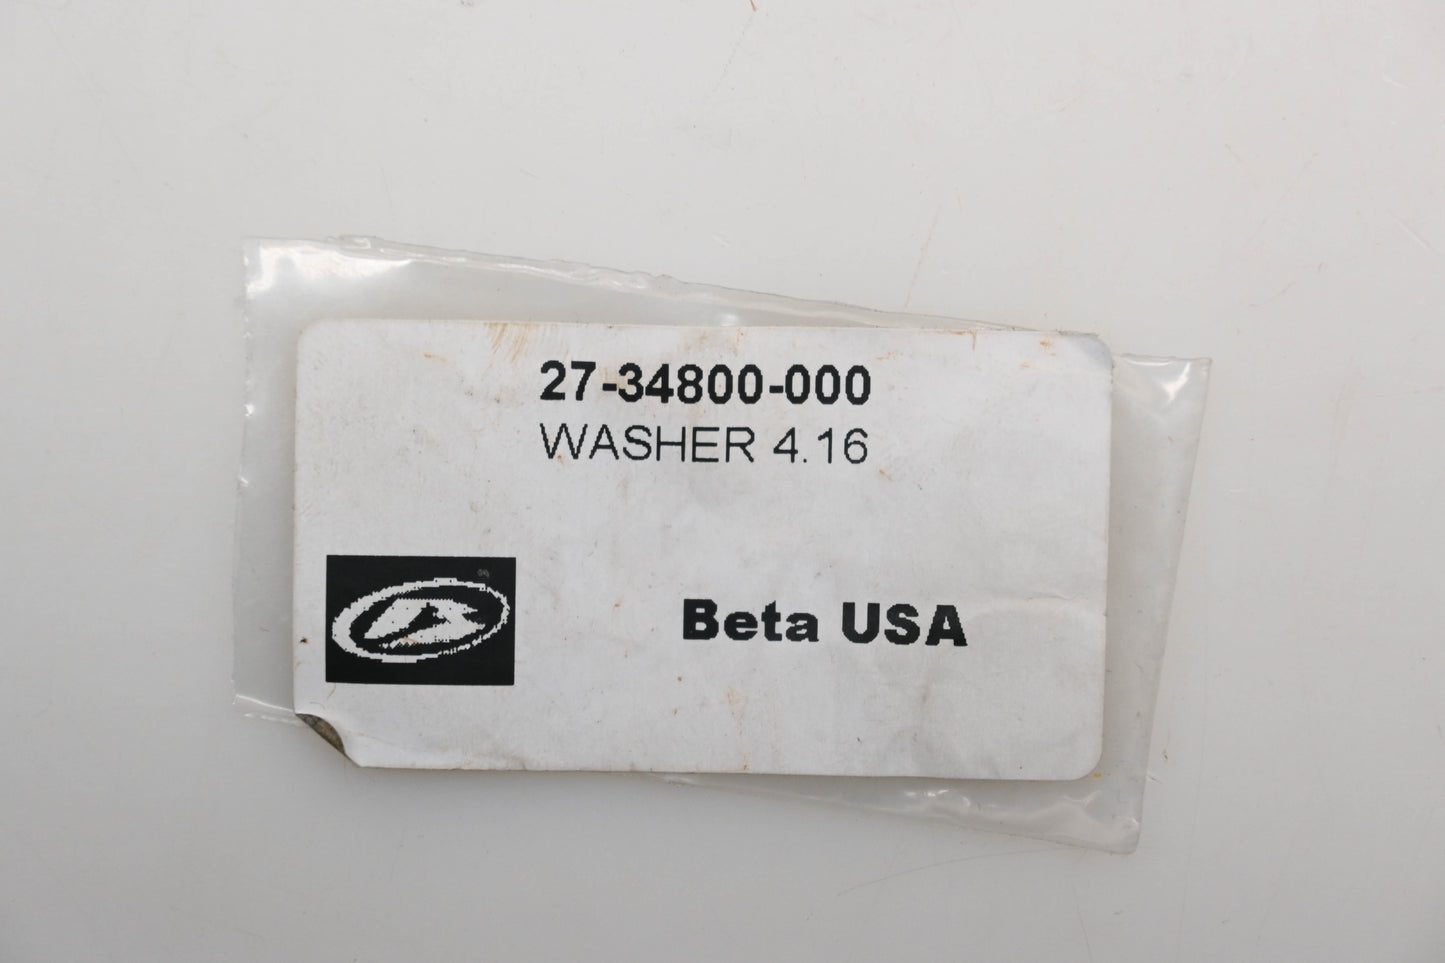 27-34800-000
WASHER 4.16
Beta USA